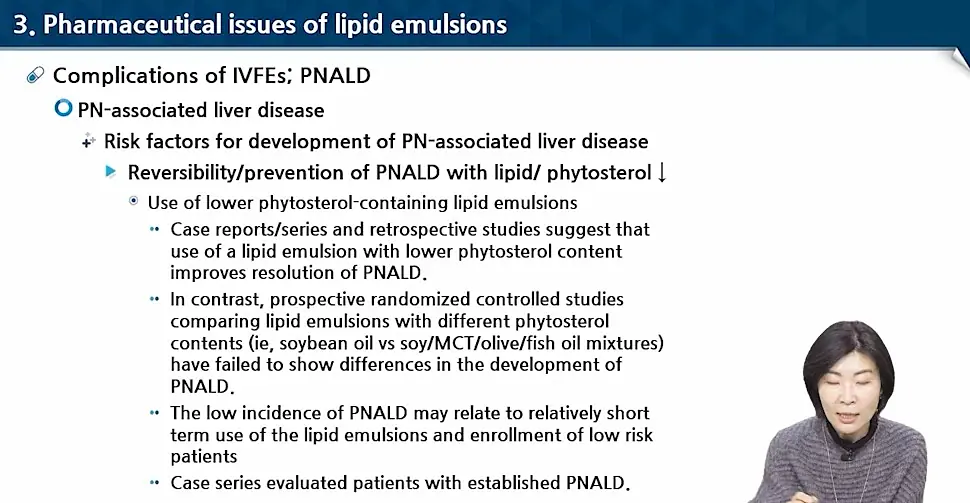 3. Pharmaceutical issues of lipid emulsions
Complications of IVFEs; PNALD
PN-associated liver disease
Risk factors for development of PN-associated liver disease
Reversibility/prevention of PNALD with lipid/ phytosterol↓
Use of lower phytosterol-containing lipid emulsions
Case reports/series and retrospective studies suggest that
use of a lipid emulsion with lower phytosterol content
improves resolution of PNALD.
In contrast, prospective randomized controlled studies
comparing lipid emulsions with different phytosterol
contents (ie, soybean oil vs soy/MCT/olive/fish oil mixtures)
have failed to show differences in the development of
PNALD.
The low incidence of PNALD may relate to relatively short
term use of the lipid emulsions and enrollment of low risk
patients
Case series evaluated patients with established PNALD.